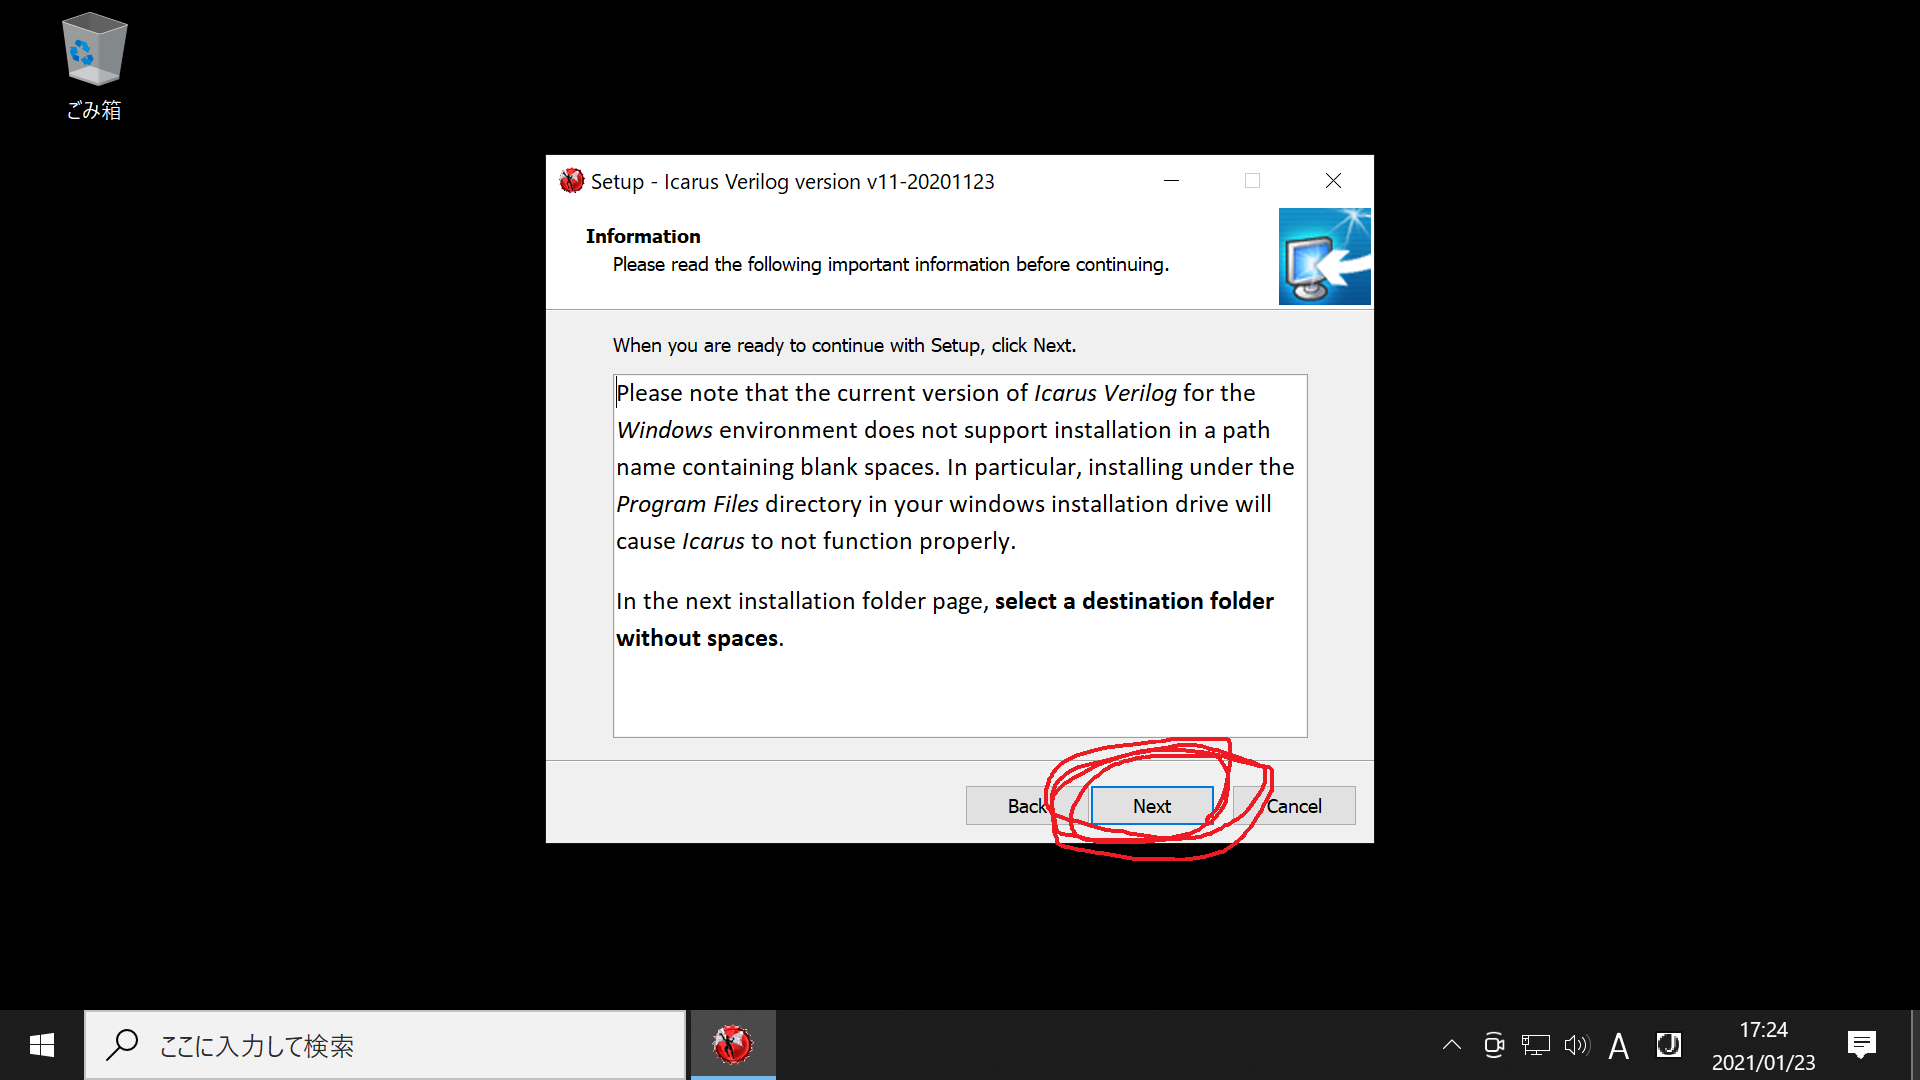 ごみ箱
Setup - Icarus Verilog version v11-20201123
Information
Please read the following important information before continuing.
When you are ready to continue with Setup, click Next.
Please note that the current version of Icarus Verilog for the
Windows environment does not support installation in a path
name containing blank spaces. In particular, installing under the
Program Files directory in your windows installation drive will
cause Icarus to not function properly.
In the next installation folder page, select a destination folder
without spaces.
Back
Next
Cancel
ここに入力して検索
A
J
17:24
2021/01/23